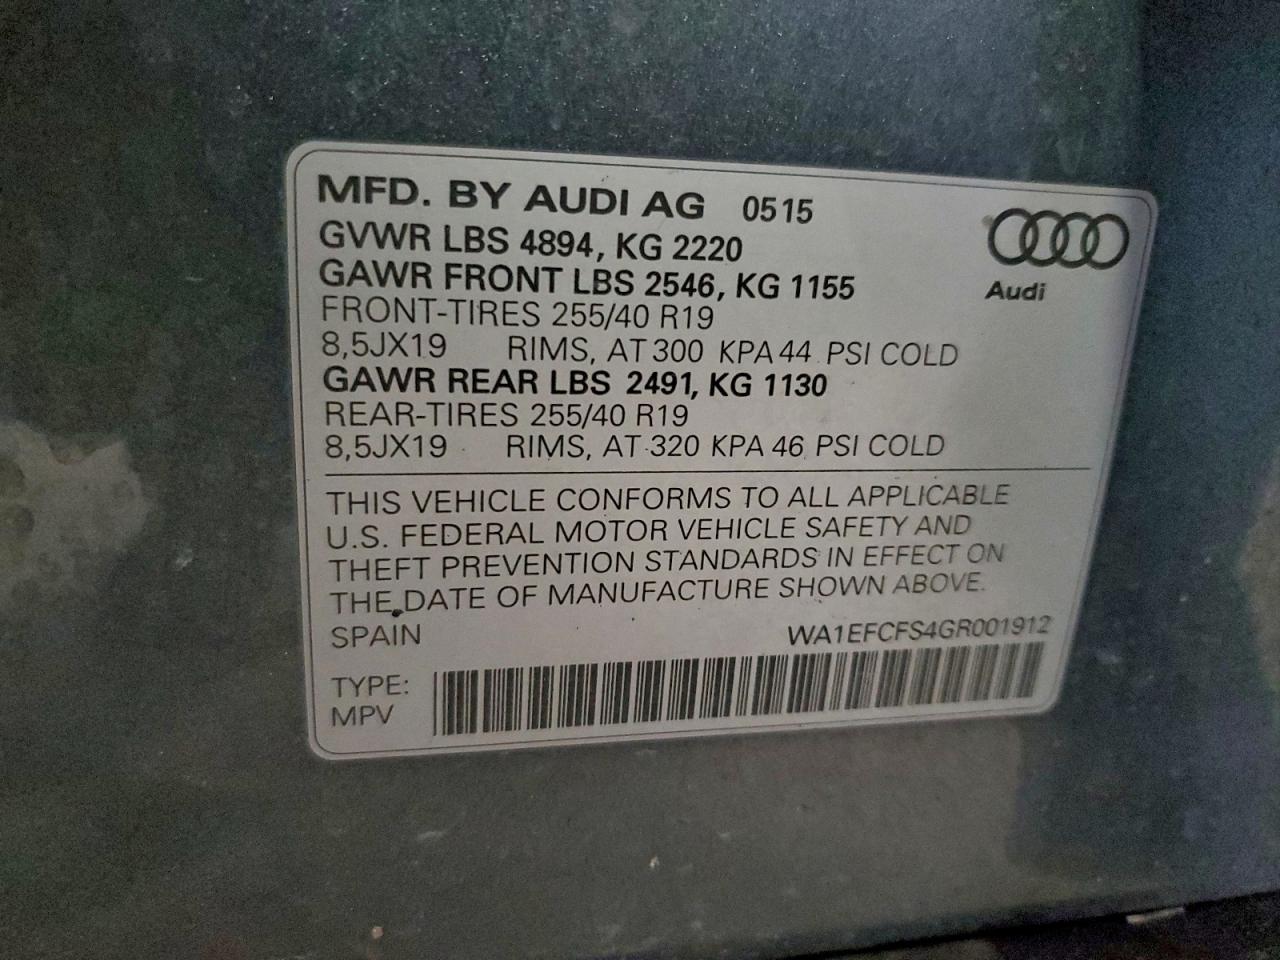 MFD. BY AUDI AG 0515
GVWR LBS 4894, KG 2220
GAWR FRONT LBS 2546, KG 1155
FRONT-TIRES 255/40 R19
8,5JX19 RIMS, AT 300 KPA 44 PSI COLD
GAWR REAR LBS 2491, KG 1130
REAR-TIRES 255/40 R19
8,5JX19 RIMS, AT 320 KPA 46 PSI COLD
Audi
THIS VEHICLE CONFORMS TO ALL APPLICABLE
U.S. FEDERAL MOTOR VEHICLE SAFETY AND
THEFT PREVENTION STANDARDS IN EFFECT ON
THE DATE OF MANUFACTURE SHOWN ABOVE.
SPAIN WA1EFCFS4GR001912
TYPE:
MPV